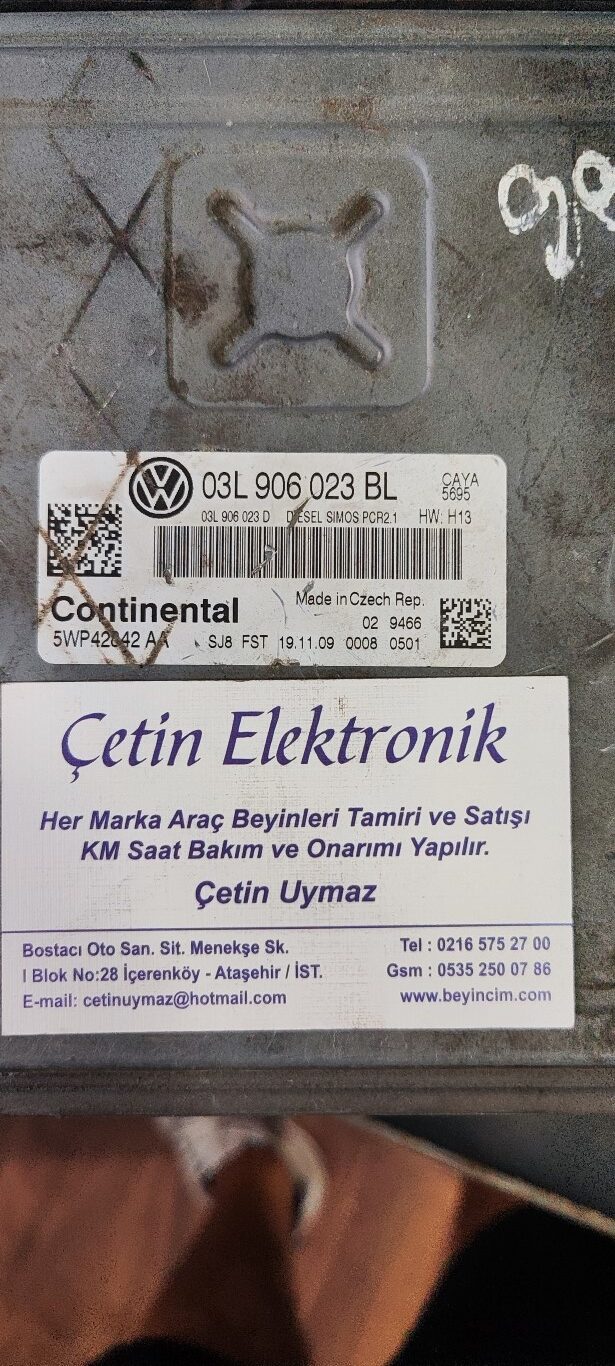 03L 906 023 BL
CAYA
5695
03L 906 023 D DIESEL SIMOS PCR2.1 HW: H13
Continental
Made in Czech Rep.
02 9466
5WP42642 AA SJ8 FST 19.11.09 0008 0501
Çetin Elektronik
Her Marka Araç Beyinleri Tamiri ve Satışı
KM Saat Bakım ve Onarımı Yapılır.
Çetin Uymaz
Bostacı Oto San. Sit. Menekşe Sk.
I Blok No:28 İçerenköy - Ataşehir / İST.
E-mail: cetinuymaz@hotmail.com
Tel : 0216 575 27 00
Gsm : 0535 250 07 86
www.beyincim.com